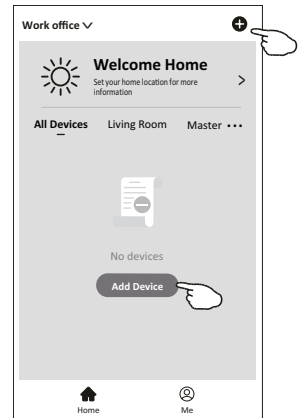 Work office
Welcome Home
Set your home location for more
information
All Devices Living Room Master
No devices
Add Device
Home Me